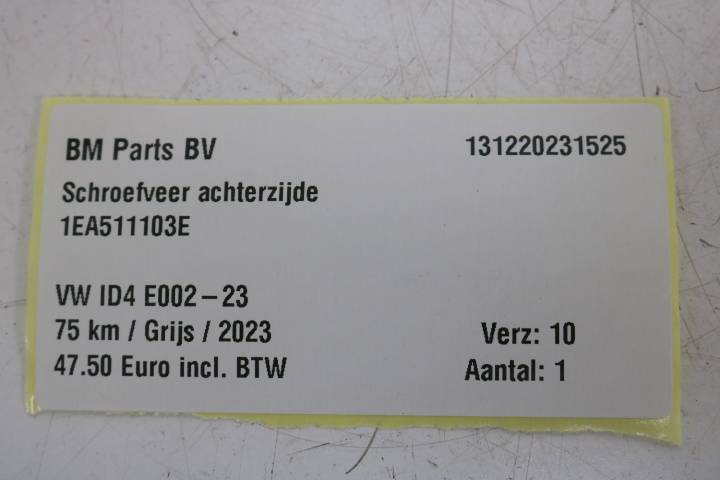 BM Parts BV 131220231525
Schroefveer achterzijde
1EA511103E
VW ID4 E002-23
75 km / Grijs / 2023 Verz: 10
47.50 Euro incl. BTW Aantal: 1